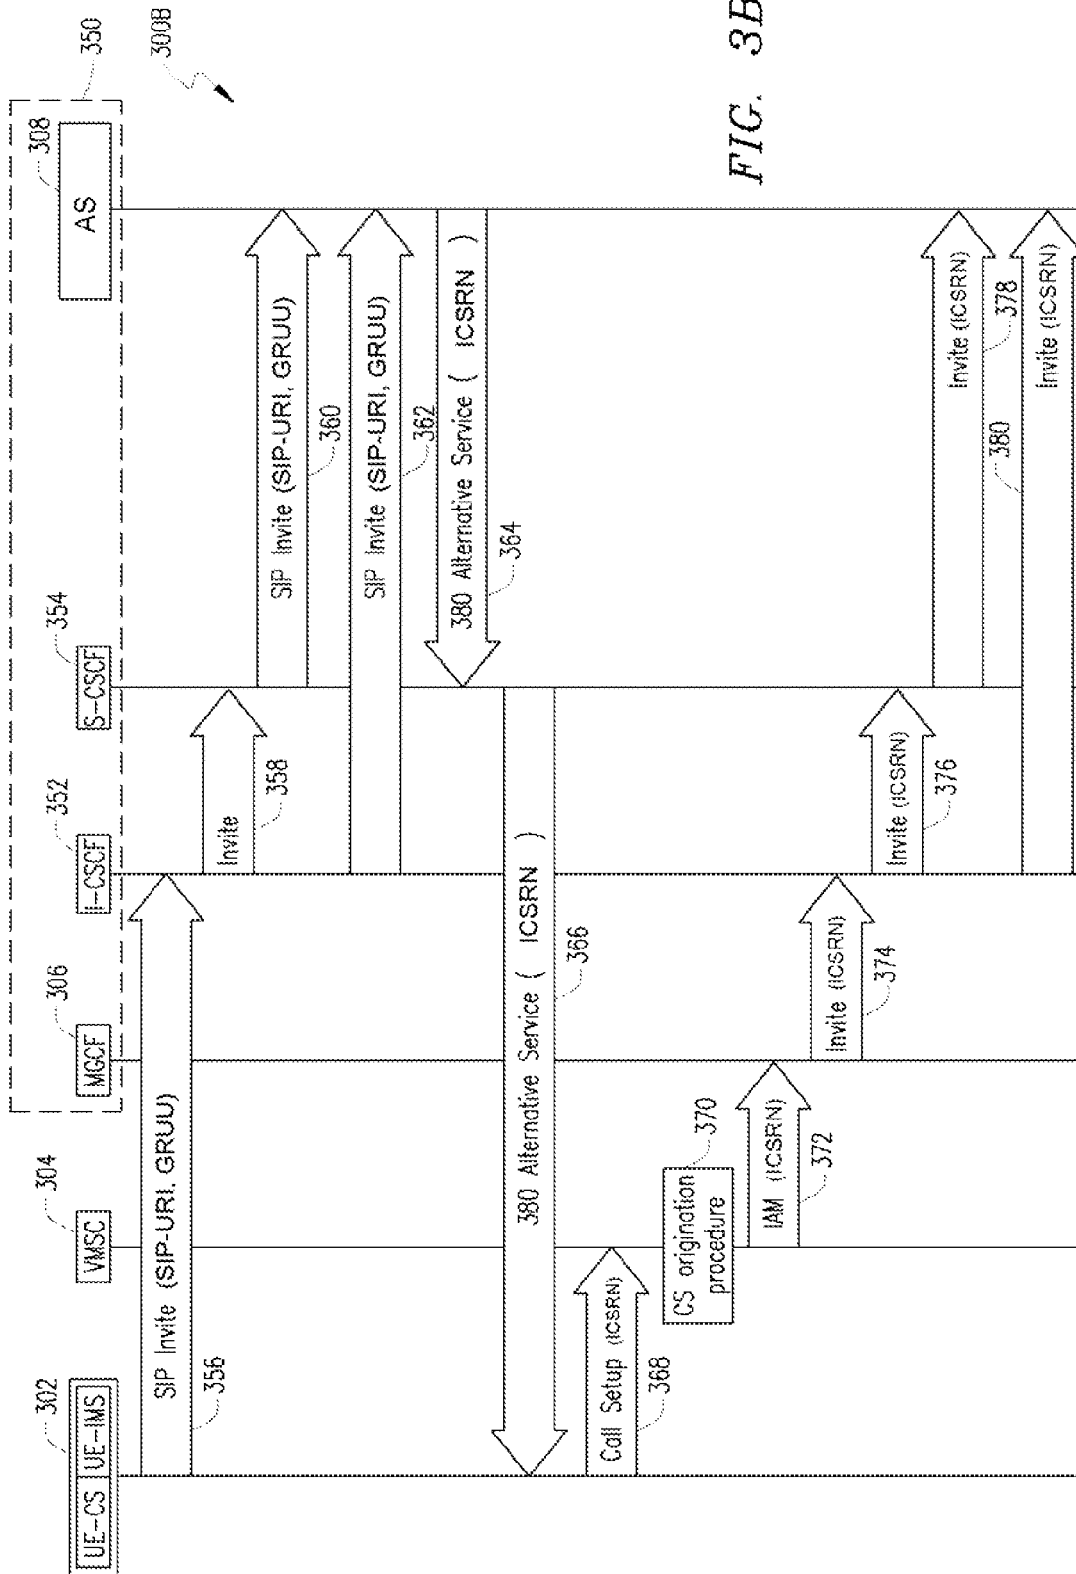 302
304
306
352
354
308
350
UE-CS
UE-IMS
VMSC
MGCF
I-CSCF
S-CSCF
AS
300B
SIP Invite (SIP-URI, GRUU)
356
Invite
358
SIP Invite (SIP-URI, GRUU)
360
SIP Invite (SIP-URI, GRUU)
362
380 Alternative Service ( ICSRN )
364
380 Alternative Service ( ICSRN )
366
Call Setup (ICSRN)
368
CS origination
procedure
370
IAM (ICSRN)
372
Invite (ICSRN)
374
Invite (ICSRN)
376
Invite (ICSRN)
378
Invite (ICSRN)
380
FIG. 3B